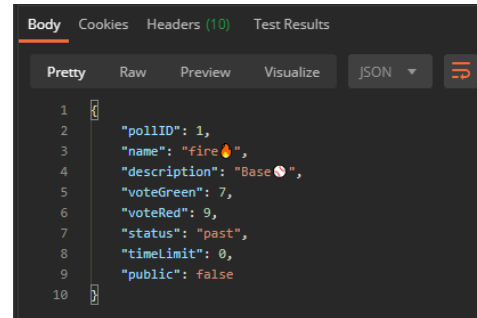 Body Cookies Headers (10) Test Results
Pretty Raw Preview Visualize JSON
1 {
2 "pollID": 1,
3 "name": "fire🔥",
4 "description": "Base⚾",
5 "voteGreen": 7,
6 "voteRed": 9,
7 "status": "past",
8 "timeLimit": 0,
9 "public": false
10 }